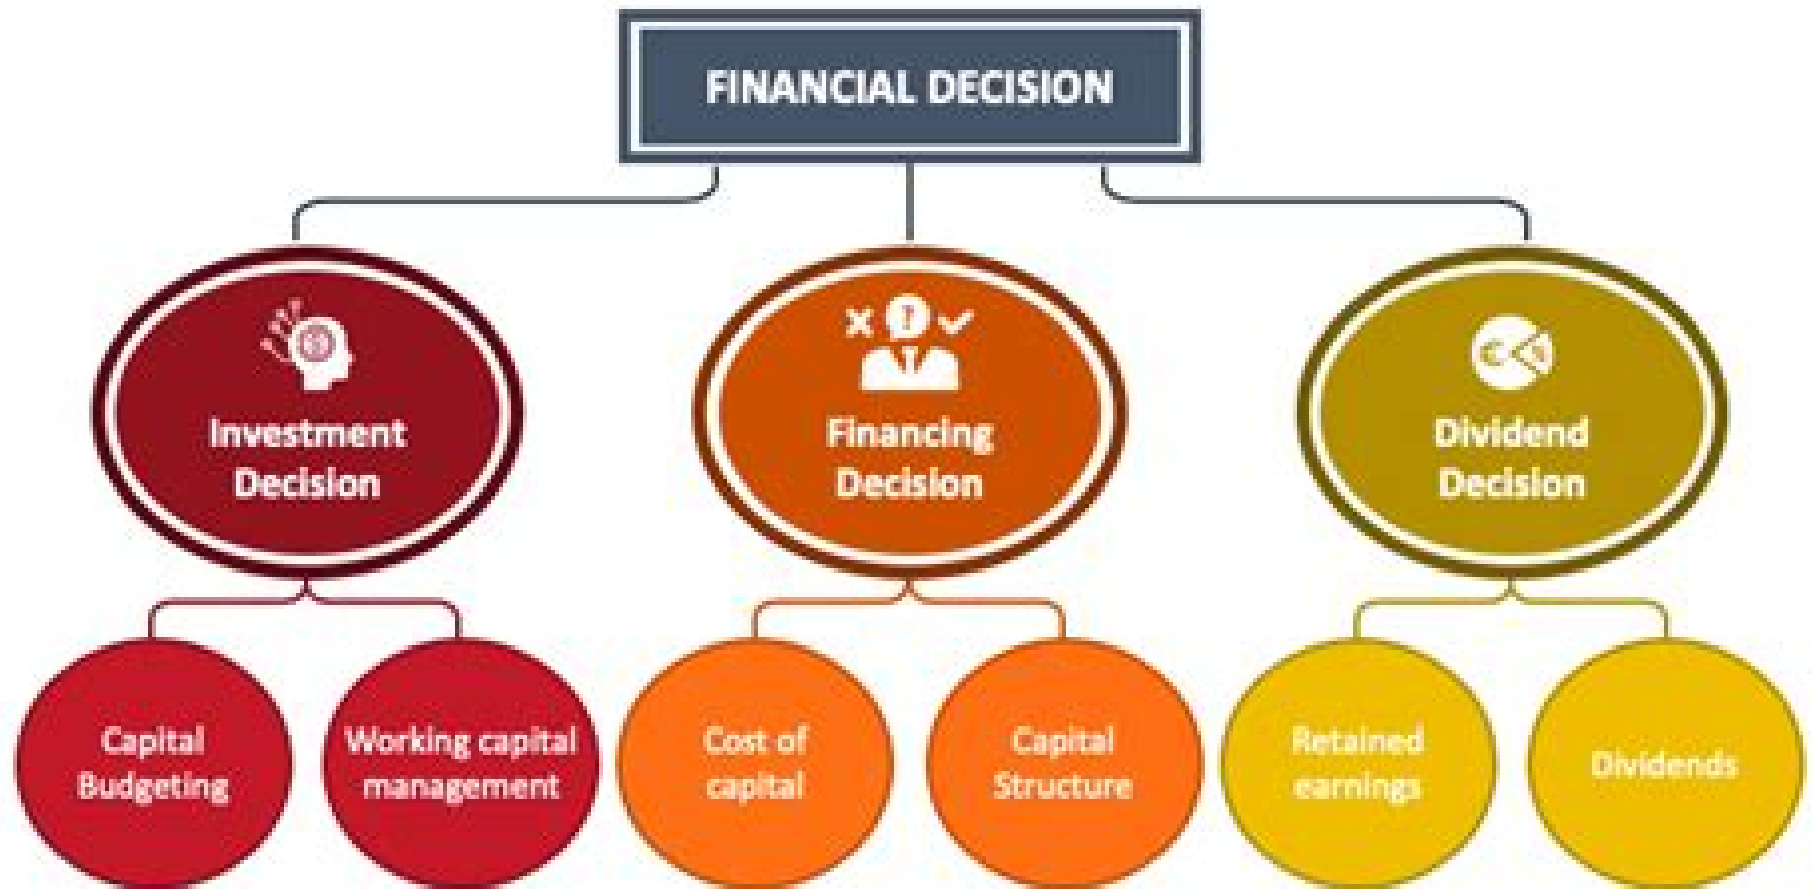 FINANCIAL DECISION
Investment
Decision
Financing
Decision
Dividend
Decision
Capital
Budgeting
Working capital
management
Cost of
capital
Capital
Structure
Retained
earnings
Dividends